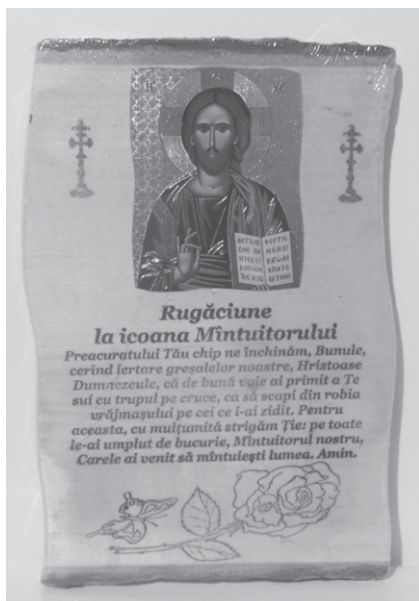 Rugăciune
la icoana Mîntuitorului
Preacuratului Tău chip ne închinăm, Bunule,
cerînd iertare greșalelor noastre, Hristoase
Dumnezeule, că de bună voie ai primit a Te
sui cu trupul pe cruce, ca să scapi din robia
vrăjmașului pe cei ce i-ai zidit. Pentru
aceasta, cu mulțumită strigăm Ție: pe toate
le-ai umplut de bucurie, Mîntuitorul nostru,
Carele ai venit să mîntuiești lumea. Amin.